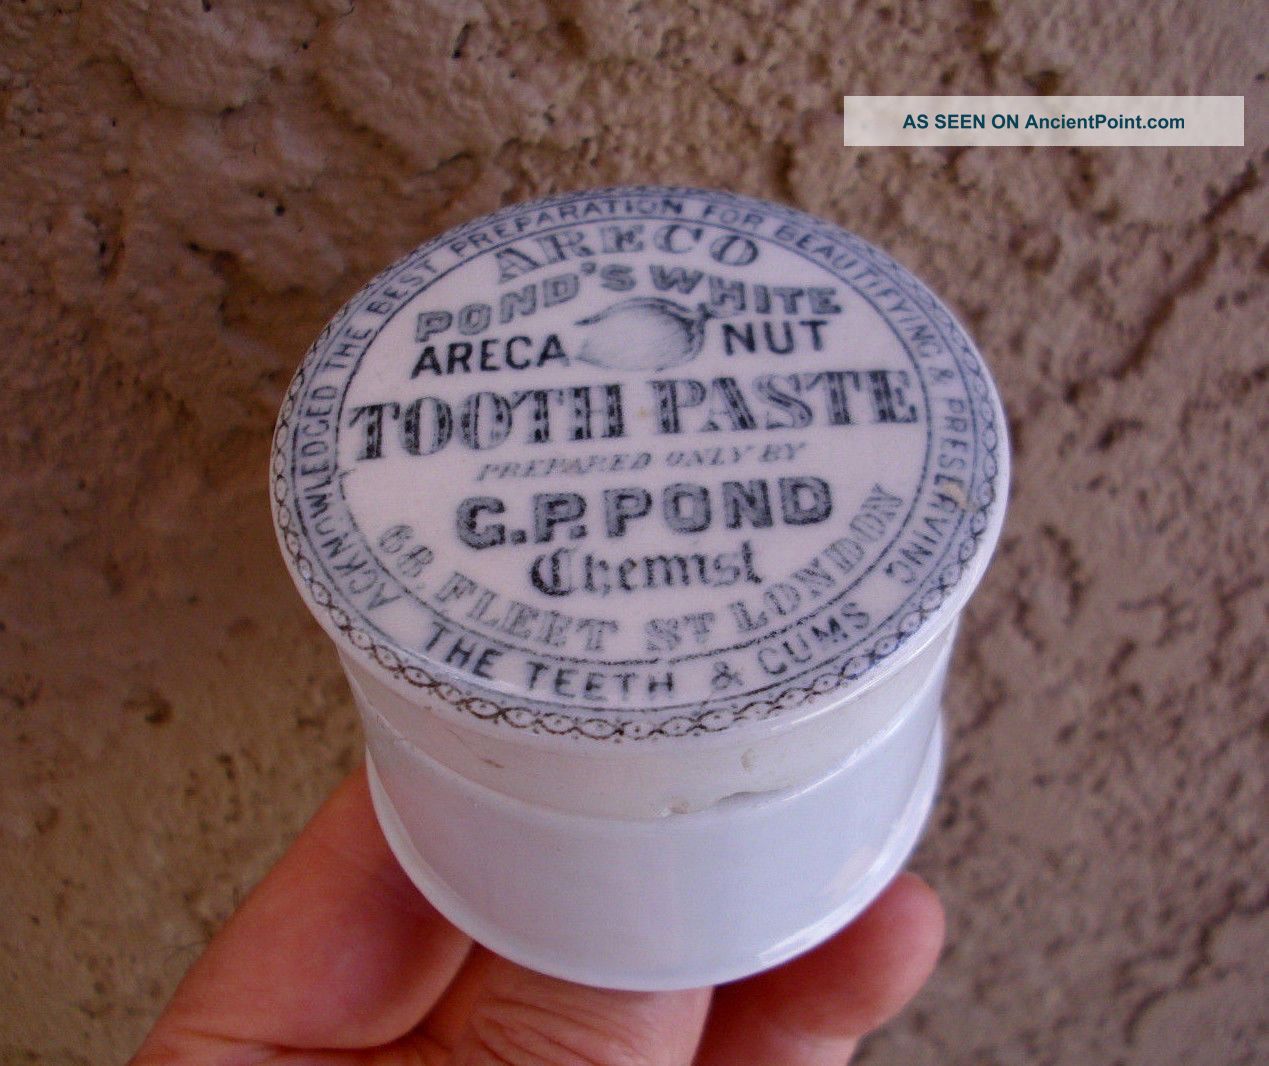 AS SEEN ON AncientPoint.com
ACKNOWLEDGED THE BEST PREPARATION FOR BEAUTIFYING & PRESERVING
THE TEETH & GUMS
ARECO
POND'S WHITE
ARECA NUT
TOOTH PASTE
PREPARED ONLY BY
G.P. POND
Chemist
68, FLEET ST LONDON